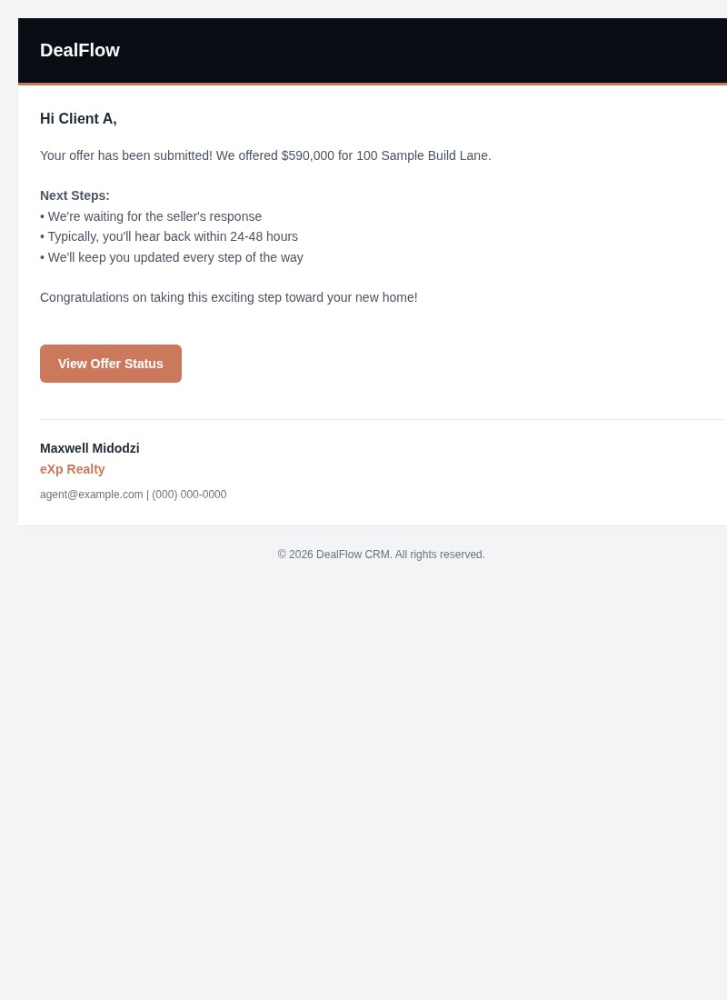 DealFlow
Hi Client A,
Your offer has been submitted! We offered $590,000 for 100 Sample Build Lane.
Next Steps:
• We're waiting for the seller's response
• Typically, you'll hear back within 24-48 hours
• We'll keep you updated every step of the way
Congratulations on taking this exciting step toward your new home!
View Offer Status
Maxwell Midodzi
eXp Realty
agent@example.com | (000) 000-0000
© 2026 DealFlow CRM. All rights reserved.